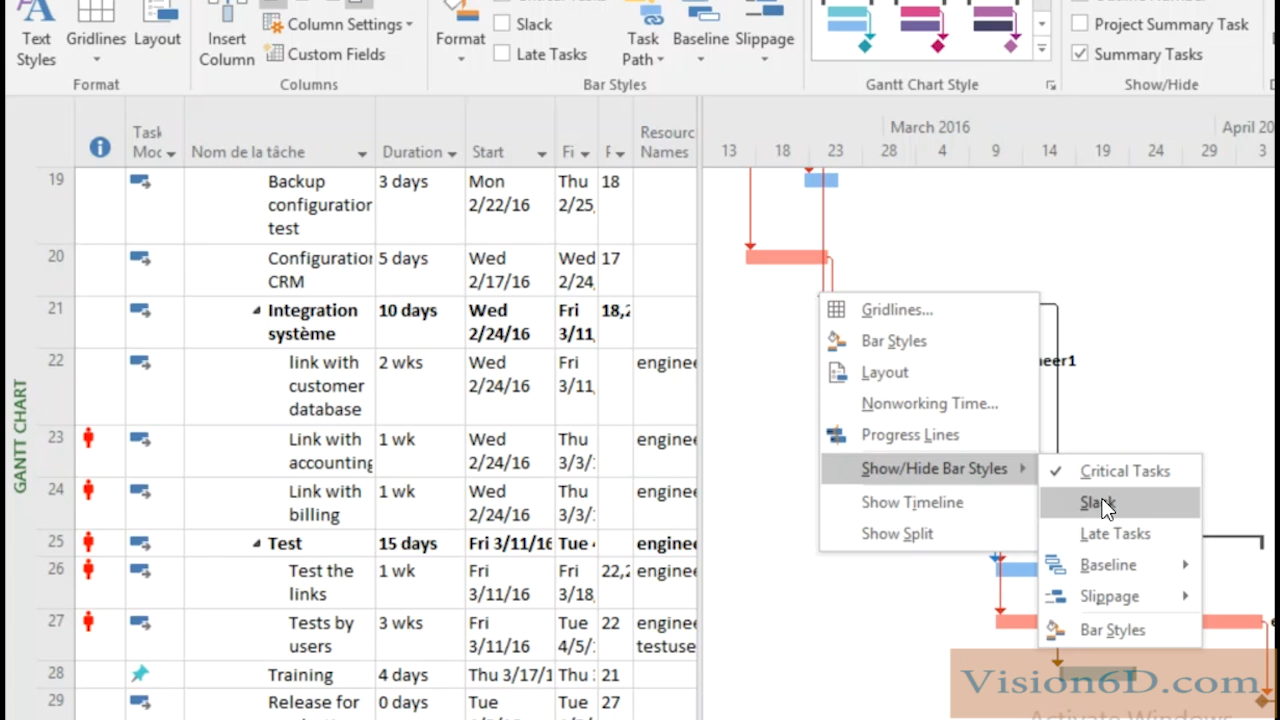 Column Settings
Slack
Project Summary Task
Text Styles
Gridlines
Layout
Insert Column
Custom Fields
Format
Late Tasks
Task Path
Baseline
Slippage
Summary Tasks
Format
Columns
Bar Styles
Gantt Chart Style
Show/Hide
March 2016
Task
Resourc
Moc
Nom de la tâche
Duration
Start
Fi
Names
13 18 23 28 4 9 14 19 24 29 3
19 Backup configuration test 3 days Mon 2/22/16 Thu 2/25, 18
20 Configuration CRM 5 days Wed 2/17/16 Wed 2/24, 17
21 Integration système 10 days Wed 2/24/16 Fri 3/11, 18,2
22 link with customer database 2 wks Wed 2/24/16 Fri 3/11, enginee
23 Link with accounting 1 wk Wed 2/24/16 Thu 3/3/ enginee
24 Link with billing 1 wk Wed 2/24/16 Thu 3/3/ enginee
25 Test 15 days Fri 3/11/16 Tue enginee
26 Test the links 1 wk Fri 3/11/16 Fri 3/18, 22,2 enginee
27 Tests by users 3 wks Fri 3/11/16 Tue 4/5/ 22 enginee testuse
28 Training 4 days Thu 3/17/1 Thu 21
29 Release for 0 days Tue Tue 27
GANTT CHART
Gridlines...
Bar Styles
Layout
Nonworking Time...
Progress Lines
Show/Hide Bar Styles
Show Timeline
Show Split
Critical Tasks
Slack
Late Tasks
Baseline
Slippage
Bar Styles
eer1
Vision6D.com